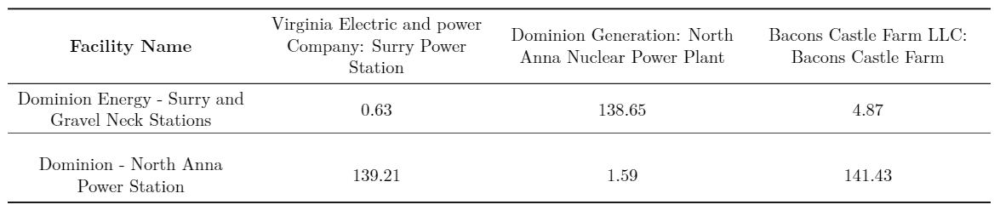 Facility Name
Virginia Electric and power
Company: Surry Power
Station
Dominion Generation: North
Anna Nuclear Power Plant
Bacons Castle Farm LLC:
Bacons Castle Farm
Dominion Energy - Surry and
Gravel Neck Stations
0.63
138.65
4.87
Dominion - North Anna
Power Station
139.21
1.59
141.43